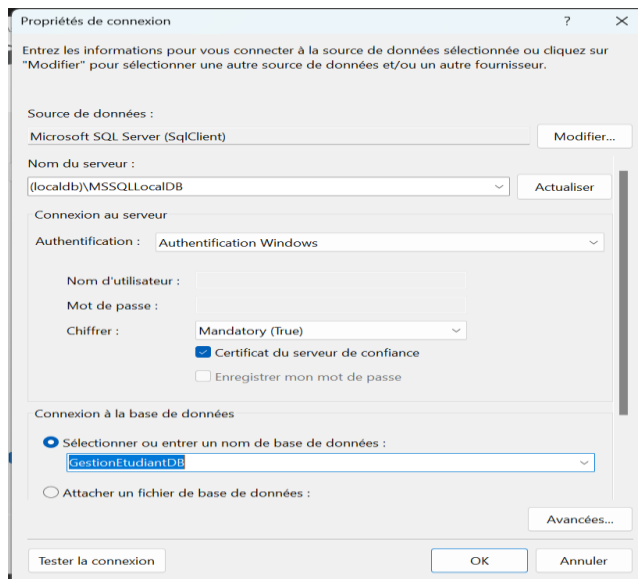 Propriétés de connexion
?
Entrez les informations pour vous connecter à la source de données sélectionnée ou cliquez sur
"Modifier" pour sélectionner une autre source de données et/ou un autre fournisseur.
Source de données :
Microsoft SQL Server (SqlClient)
Modifier...
Nom du serveur :
(localdb)\MSSQLLocalDB
Actualiser
Connexion au serveur
Authentification : Authentification Windows
Nom d'utilisateur :
Mot de passe :
Chiffrer : Mandatory (True)
Certificat du serveur de confiance
Enregistrer mon mot de passe
Connexion à la base de données
Sélectionner ou entrer un nom de base de données :
GestionEtudiantDB
Attacher un fichier de base de données :
Avancées...
Tester la connexion
OK
Annuler